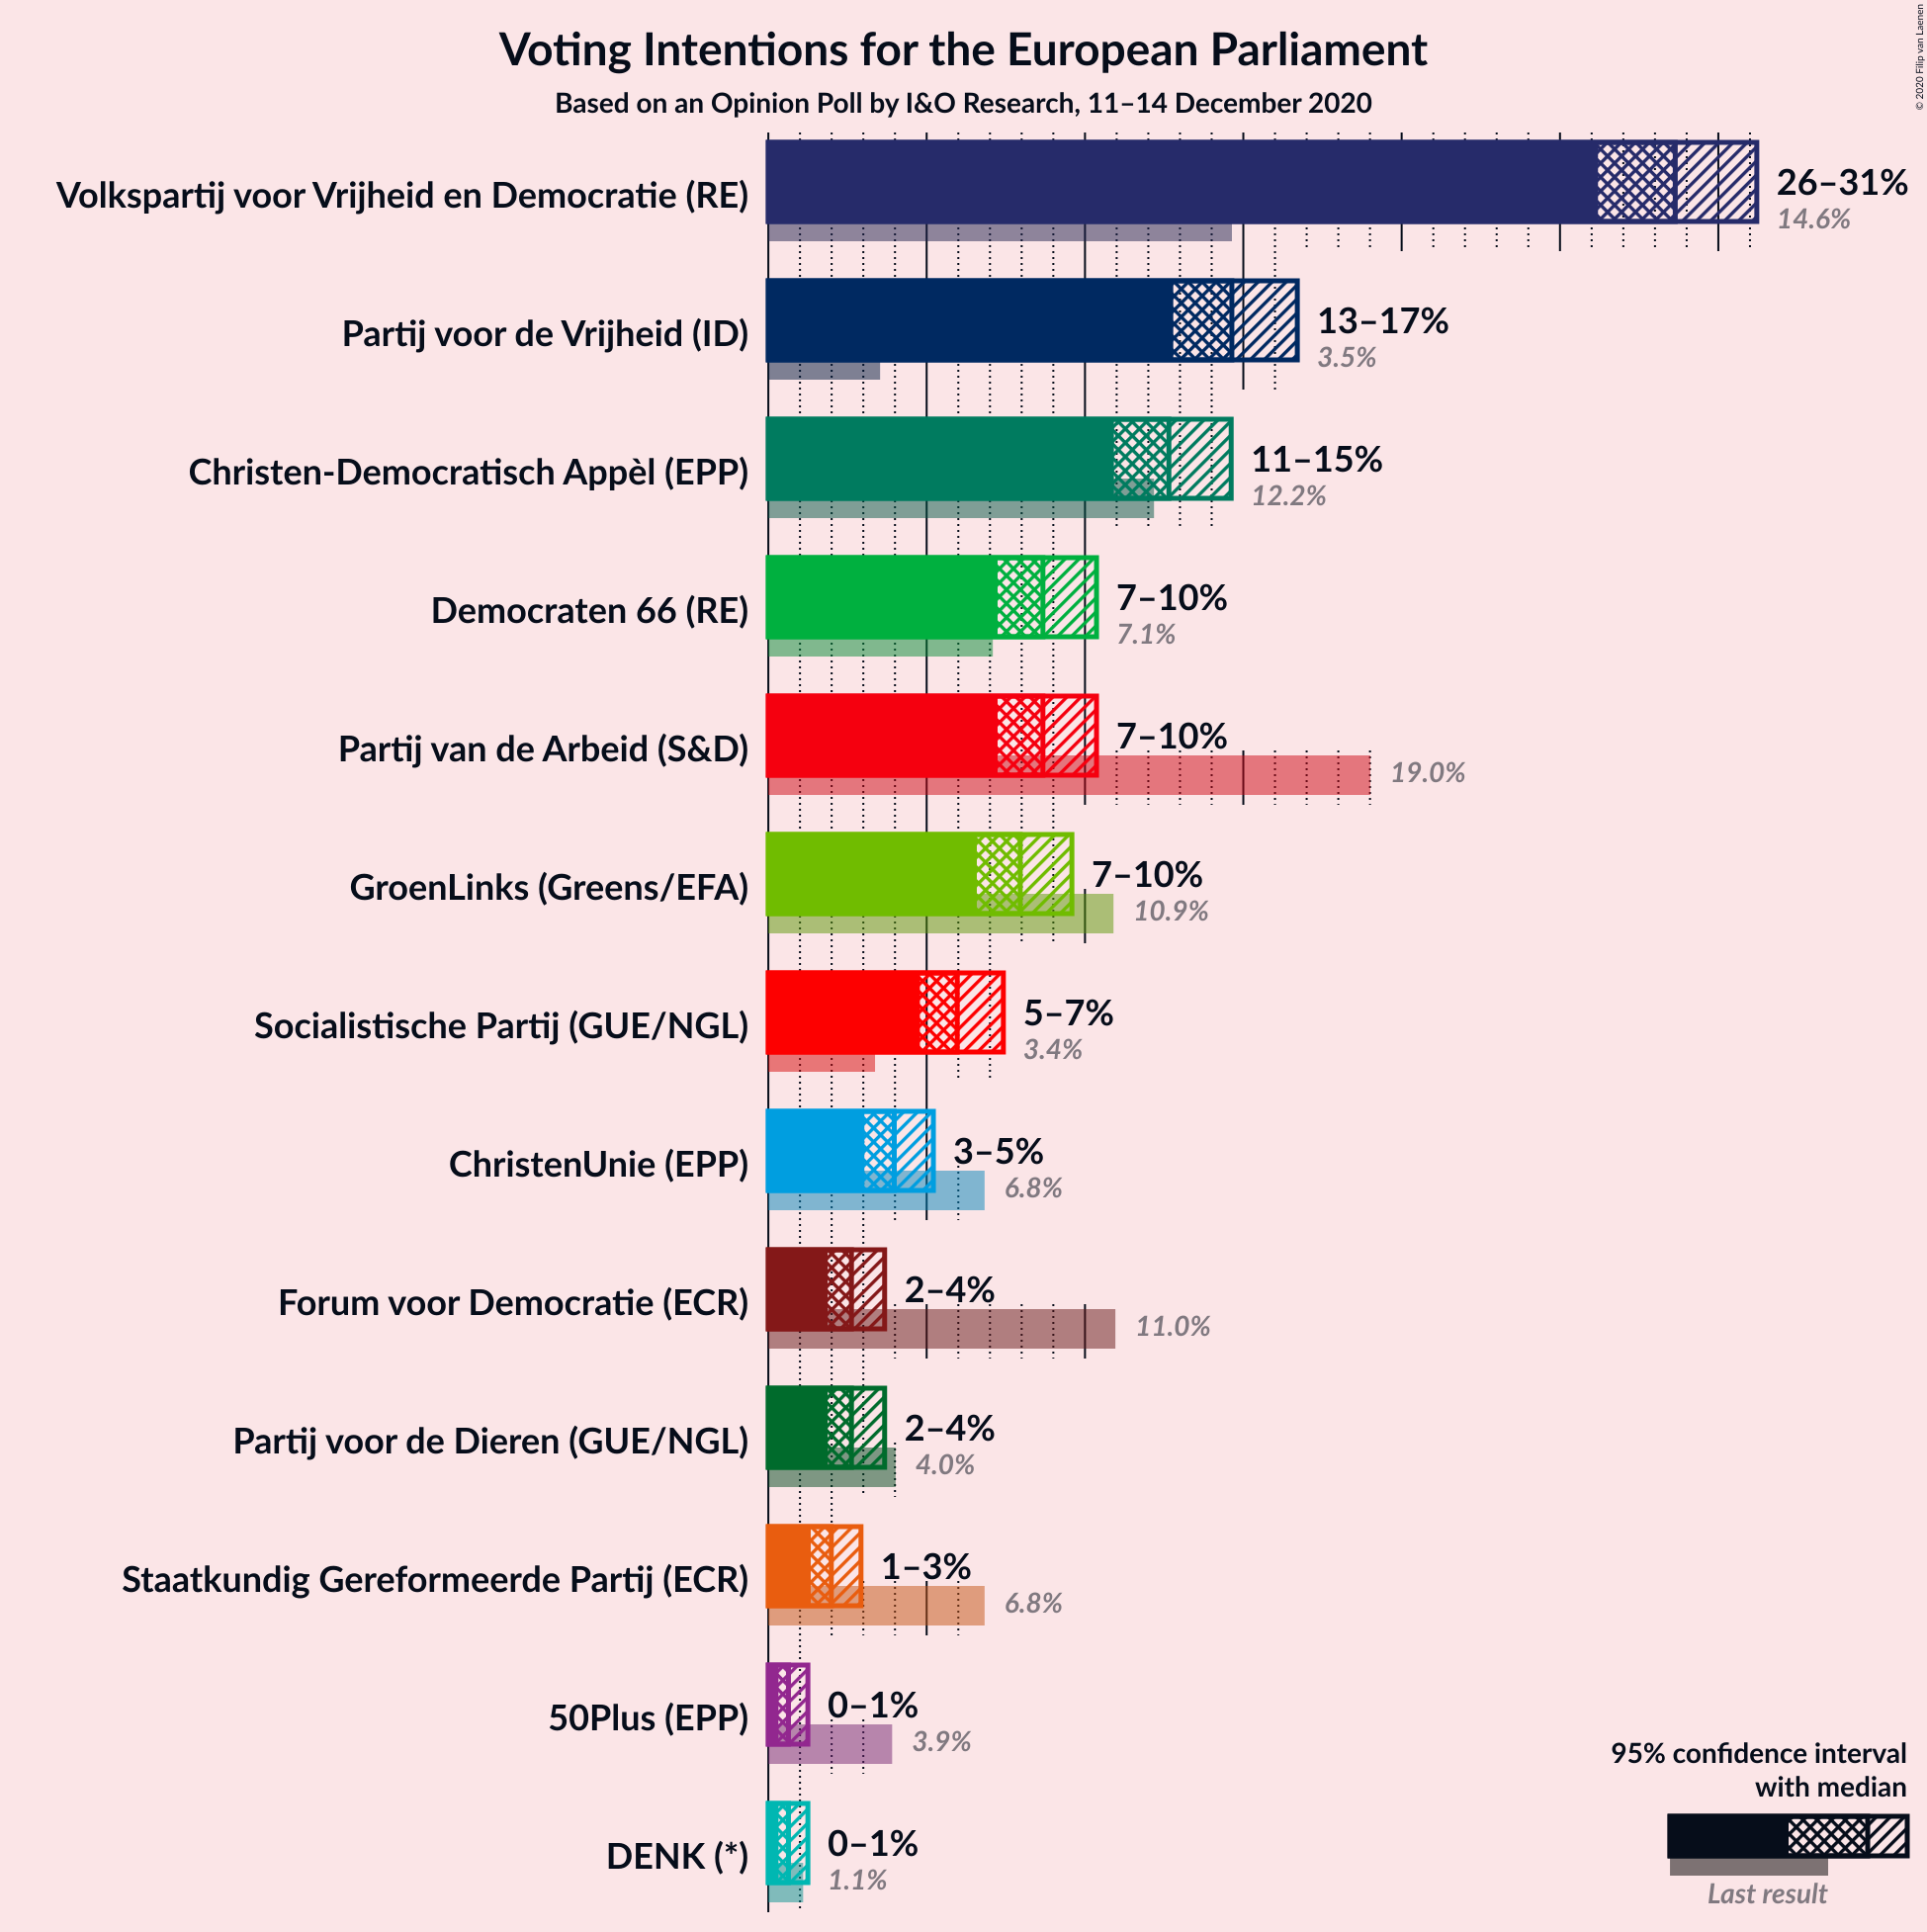 Voting Intentions for the European Parliament
Based on an Opinion Poll by I&O Research, 11–14 December 2020
© 2020 Filip van Laenen
Volkspartij voor Vrijheid en Democratie (RE)
26–31%
14.6%
Partij voor de Vrijheid (ID)
13–17%
3.5%
Christen-Democratisch Appèl (EPP)
11–15%
12.2%
Democraten 66 (RE)
7–10%
7.1%
Partij van de Arbeid (S&D)
7–10%
19.0%
GroenLinks (Greens/EFA)
7–10%
10.9%
Socialistische Partij (GUE/NGL)
5–7%
3.4%
ChristenUnie (EPP)
3–5%
6.8%
Forum voor Democratie (ECR)
2–4%
11.0%
Partij voor de Dieren (GUE/NGL)
2–4%
4.0%
Staatkundig Gereformeerde Partij (ECR)
1–3%
6.8%
50Plus (EPP)
0–1%
3.9%
DENK (*)
0–1%
1.1%
95% confidence interval
with median
Last result